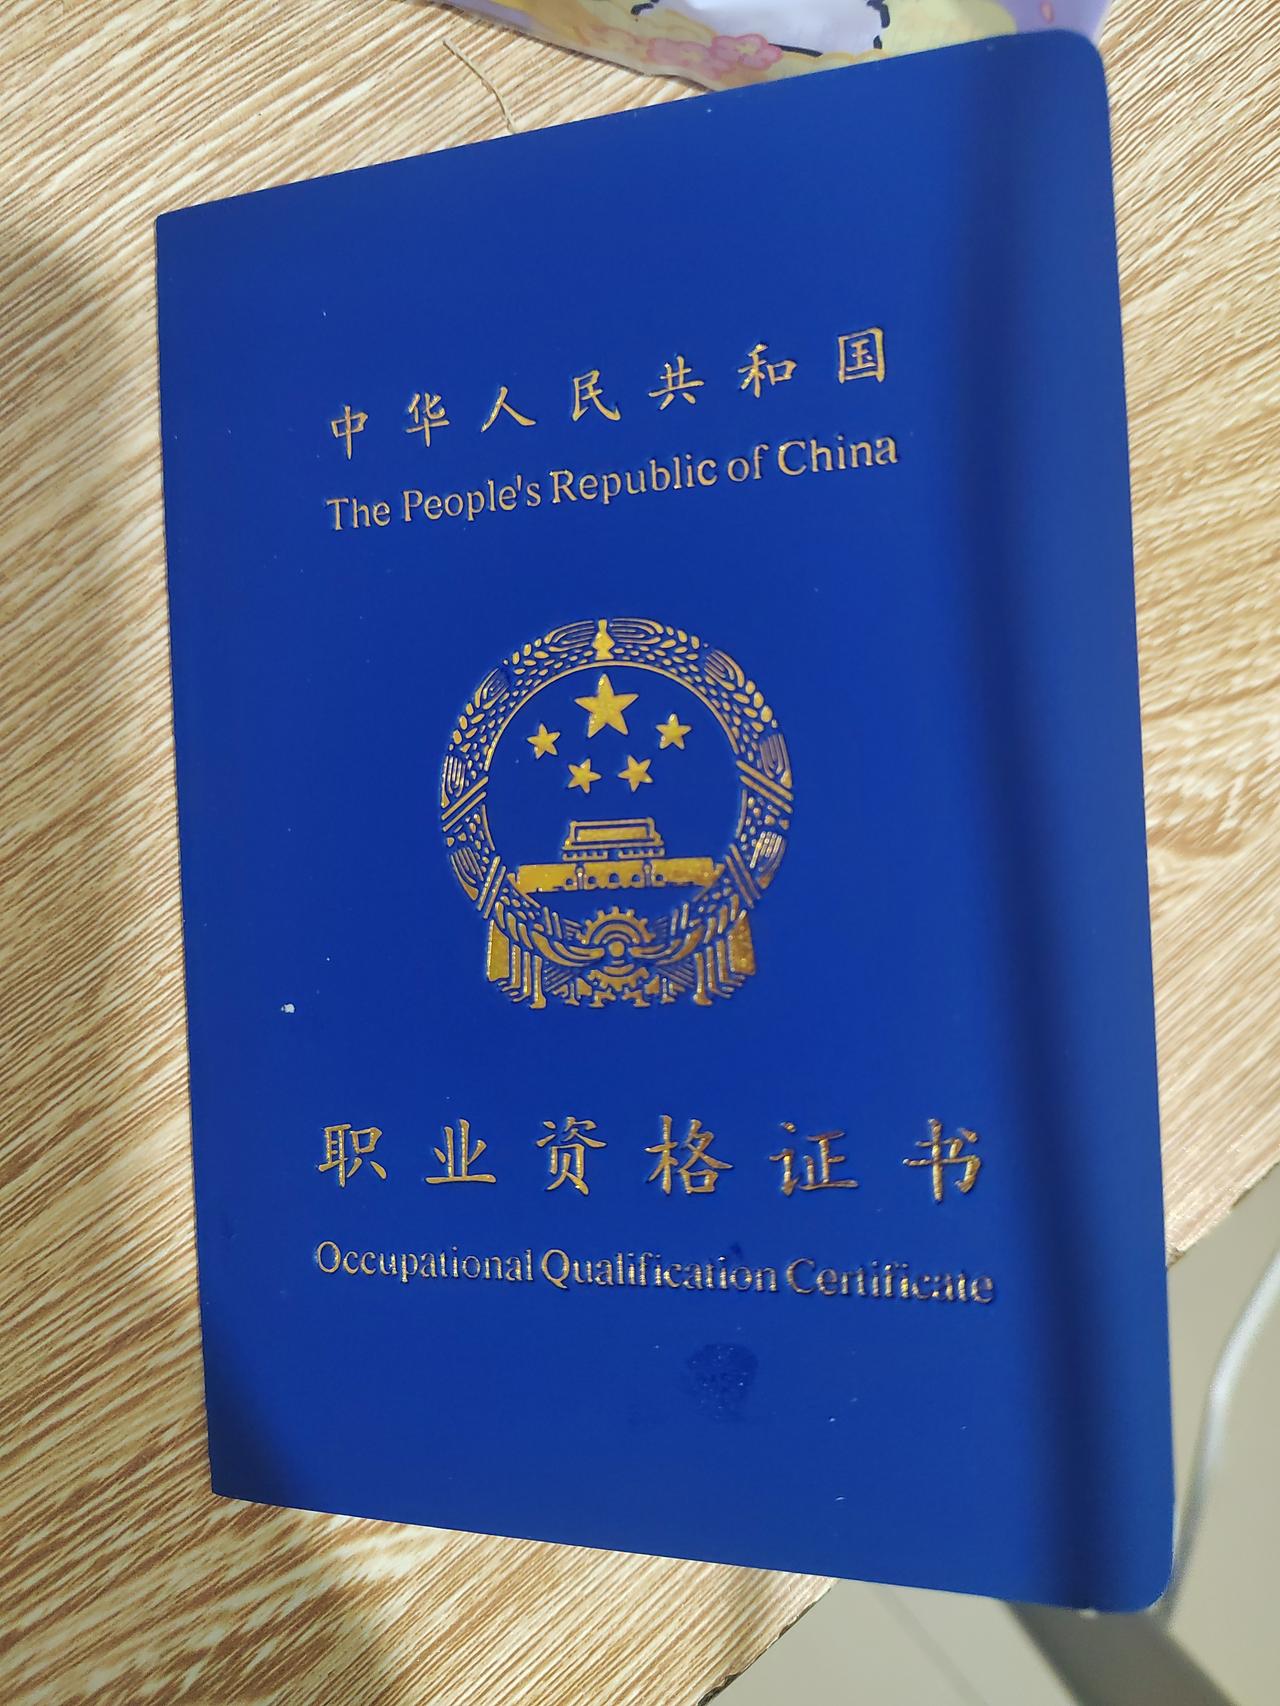 中华人民共和国
The People's Republic of China
职业资格证书
Occupational Qualification Certificate